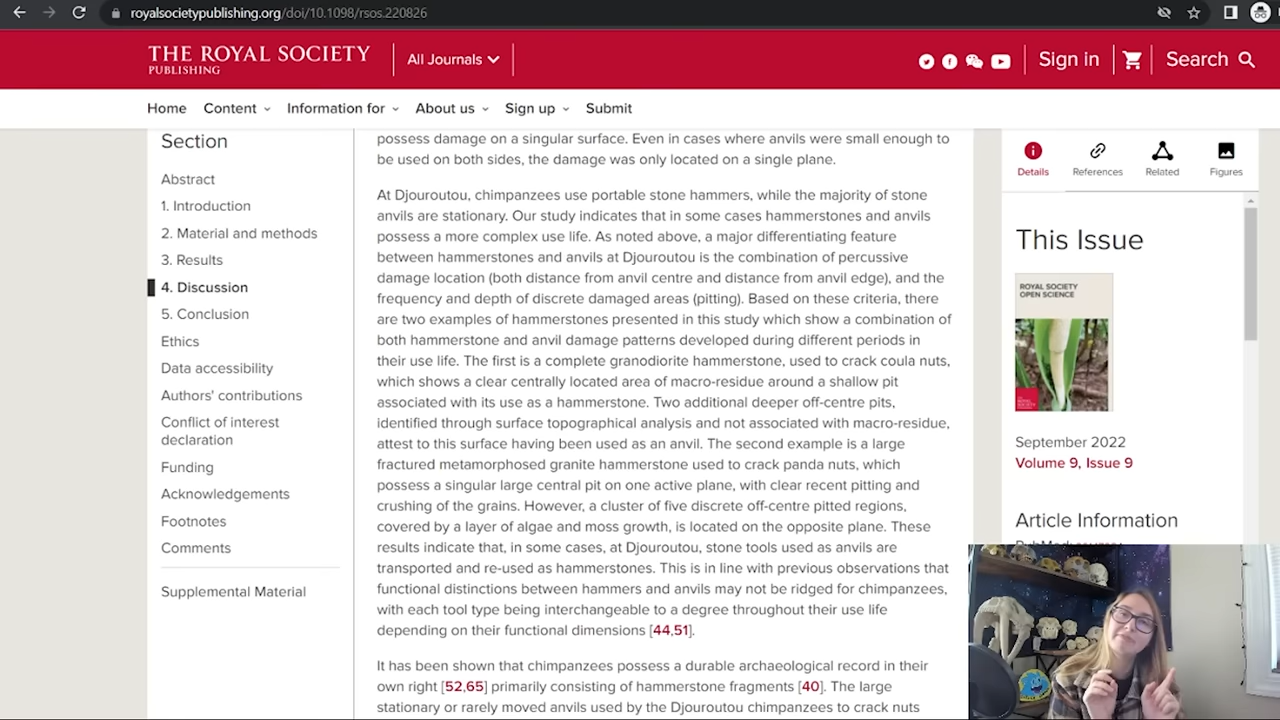 royalsocietypublishing.org/doi/10.1098/rsos.220826
THE ROYAL SOCIETY
PUBLISHING
All Journals
Sign in
Search
Home
Content
Information for
About us
Sign up
Submit
Section
Abstract
1. Introduction
2. Material and methods
3. Results
4. Discussion
5. Conclusion
Ethics
Data accessibility
Authors' contributions
Conflict of interest
declaration
Funding
Acknowledgements
Footnotes
Comments
Supplemental Material
possess damage on a singular surface. Even in cases where anvils were small enough to
be used on both sides, the damage was only located on a single plane.
At Djouroutou, chimpanzees use portable stone hammers, while the majority of stone
anvils are stationary. Our study indicates that in some cases hammerstones and anvils
possess a more complex use life. As noted above, a major differentiating feature
between hammerstones and anvils at Djouroutou is the combination of percussive
damage location (both distance from anvil centre and distance from anvil edge), and the
frequency and depth of discrete damaged areas (pitting). Based on these criteria, there
are two examples of hammerstones presented in this study which show a combination of
both hammerstone and anvil damage patterns developed during different periods in
their use life. The first is a complete granodiorite hammerstone, used to crack coula nuts,
which shows a clear centrally located area of macro-residue around a shallow pit
associated with its use as a hammerstone. Two additional deeper off-centre pits,
identified through surface topographical analysis and not associated with macro-residue,
attest to this surface having been used as an anvil. The second example is a large
fractured metamorphosed granite hammerstone used to crack panda nuts, which
possess a singular large central pit on one active plane, with clear recent pitting and
crushing of the grains. However, a cluster of five discrete off-centre pitted regions,
covered by a layer of algae and moss growth, is located on the opposite plane. These
results indicate that, in some cases, at Djouroutou, stone tools used as anvils are
transported and re-used as hammerstones. This is in line with previous observations that
functional distinctions between hammers and anvils may not be ridged for chimpanzees,
with each tool type being interchangeable to a degree throughout their use life
depending on their functional dimensions [44,51].
It has been shown that chimpanzees possess a durable archaeological record in their
own right [52,65] primarily consisting of hammerstone fragments [40]. The large
stationary or rarely moved anvils used by the Djouroutou chimpanzees to crack nuts
Details
References
Related
Figures
This Issue
ROYAL SOCIETY
OPEN SCIENCE
September 2022
Volume 9, Issue 9
Article Information